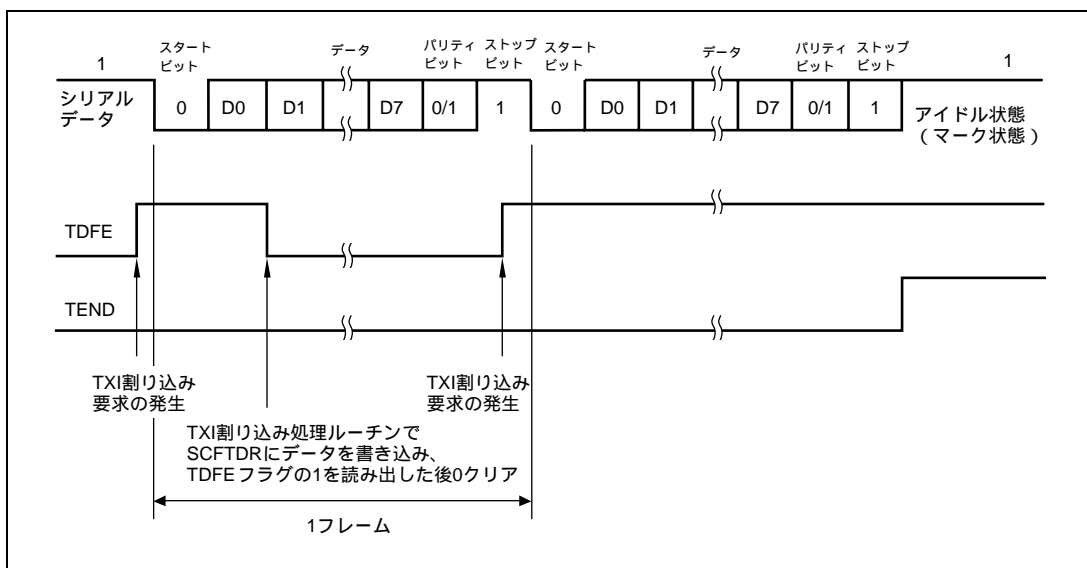 スタート
ビット
データ
パリティ
ビット
ストップ
ビット
スタート
ビット
データ
パリティ
ビット
ストップ
ビット
1
1
シリアル
データ
0 D0 D1 D7 0/1 1 0 D0 D1 D7 0/1 1
アイドル状態
(マーク状態)
TDFE
TEND
TXI割り込み
要求の発生
TXI割り込み
要求の発生
TXI割り込み処理ルーチンで
SCFTDRにデータを書き込み、
TDFEフラグの1を読み出した後0クリア
1フレーム